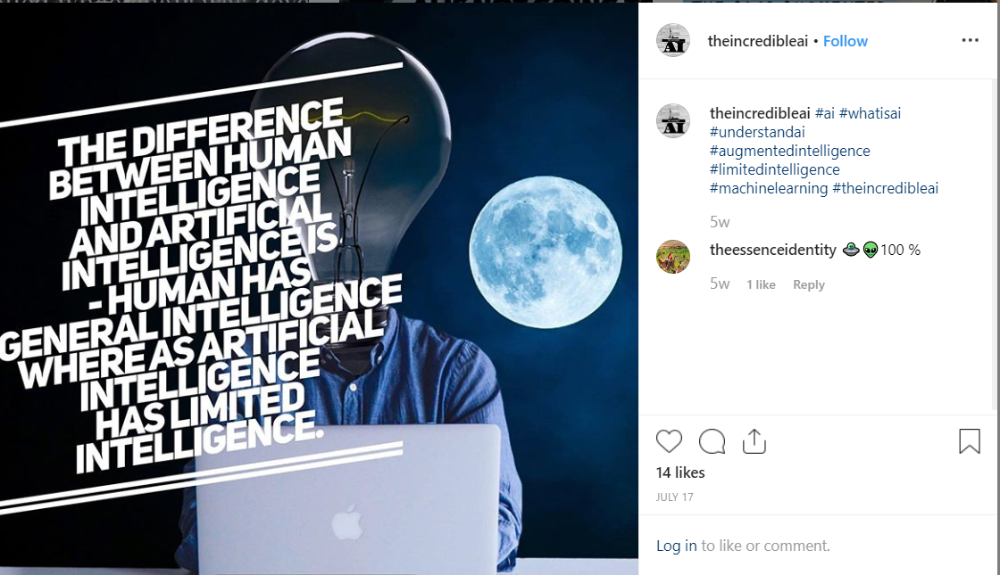 THE DIFFERENCE
BETWEEN HUMAN
INTELLIGENCE
AND ARTIFICIAL
INTELLIGENCE IS
- HUMAN HAS
GENERAL INTELLIGENCE
WHERE AS ARTIFICIAL
INTELLIGENCE
HAS LIMITED
INTELLIGENCE.
AI
theincredibleai • Follow
AI
theincredibleai #ai #whatisai
#understandai
#augmentedintelligence
#limitedintelligence
#machinelearning #theincredibleai
5w
theessenceidentity 🛸👽100 %
5w 1 like Reply
14 likes
JULY 17
Log in to like or comment.